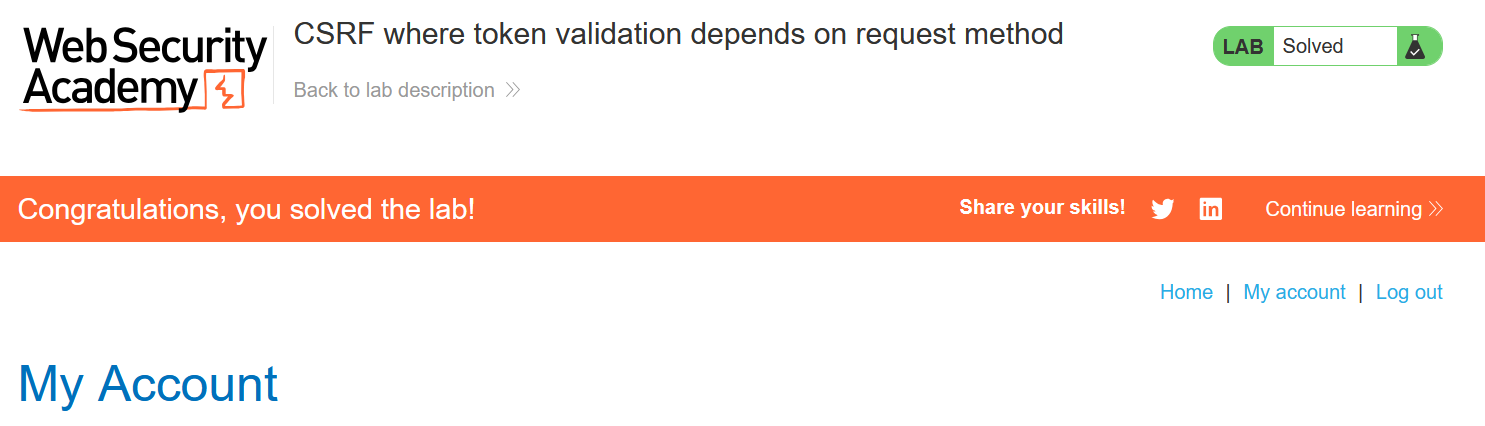 Web Security
Academy
CSRF where token validation depends on request method
Back to lab description
LAB Solved
Congratulations, you solved the lab!
Share your skills!
Continue learning
Home | My account | Log out
My Account